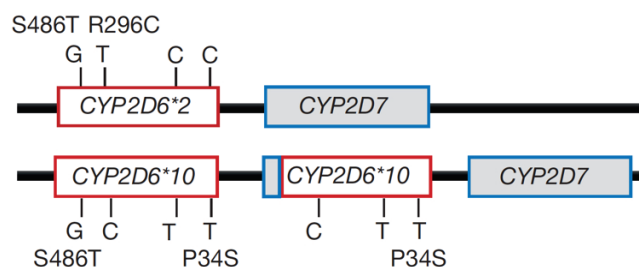 S486T R296C
G T C C
CYP2D6*2 CYP2D7
CYP2D6*10 CYP2D6*10 CYP2D7
G C T T C T T
S486T P34S P34S